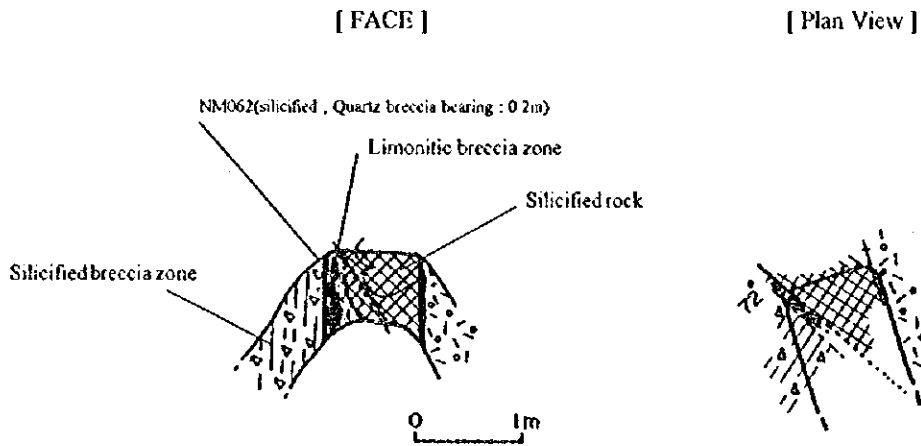 [ FACE ]
[ Plan View ]
NM062(silicified , Quartz breccia bearing : 0.2m)
Limonitic breccia zone
Silicified rock
Silicified breccia zone
0 1m